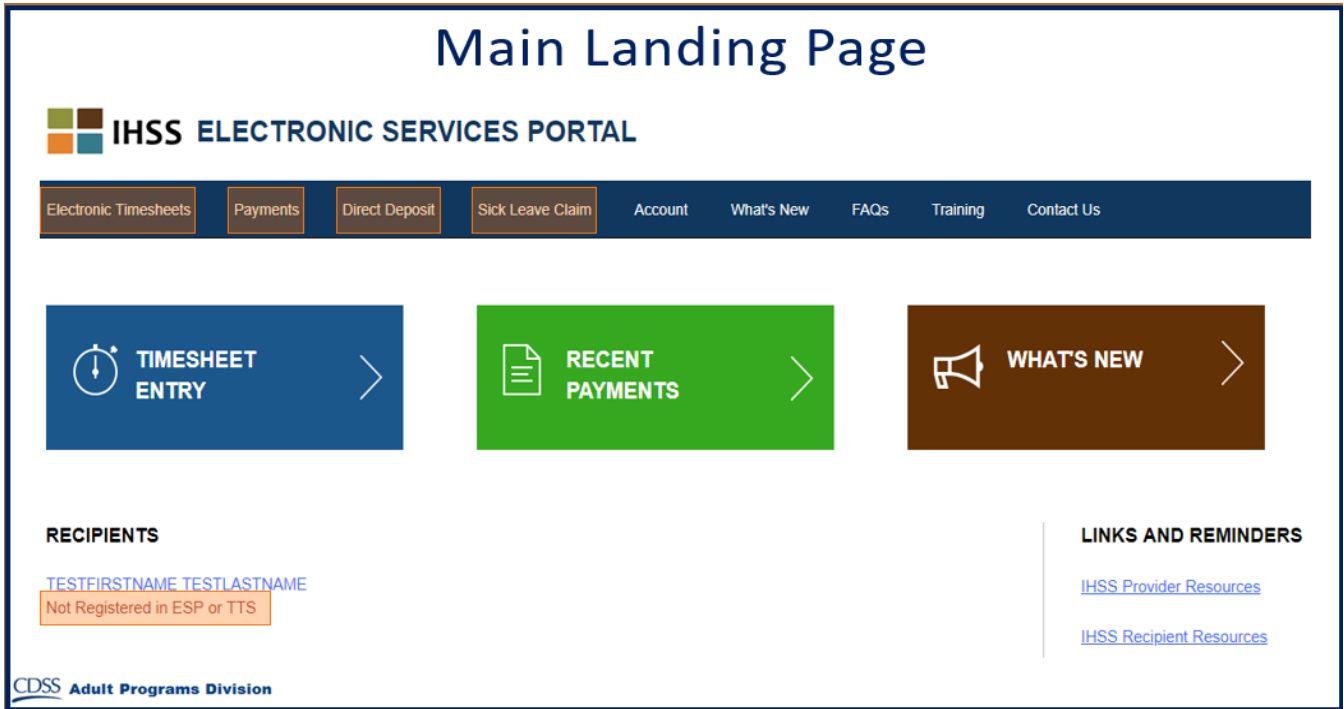 Main Landing Page
IHSS ELECTRONIC SERVICES PORTAL
Electronic Timesheets Payments Direct Deposit Sick Leave Claim Account What's New FAQs Training Contact Us
TIMESHEET
ENTRY
RECENT
PAYMENTS
WHAT'S NEW
RECIPIENTS
TESTFIRSTNAME TESTLASTNAME
Not Registered in ESP or TTS
LINKS AND REMINDERS
IHSS Provider Resources
IHSS Recipient Resources
CDSS Adult Programs Division